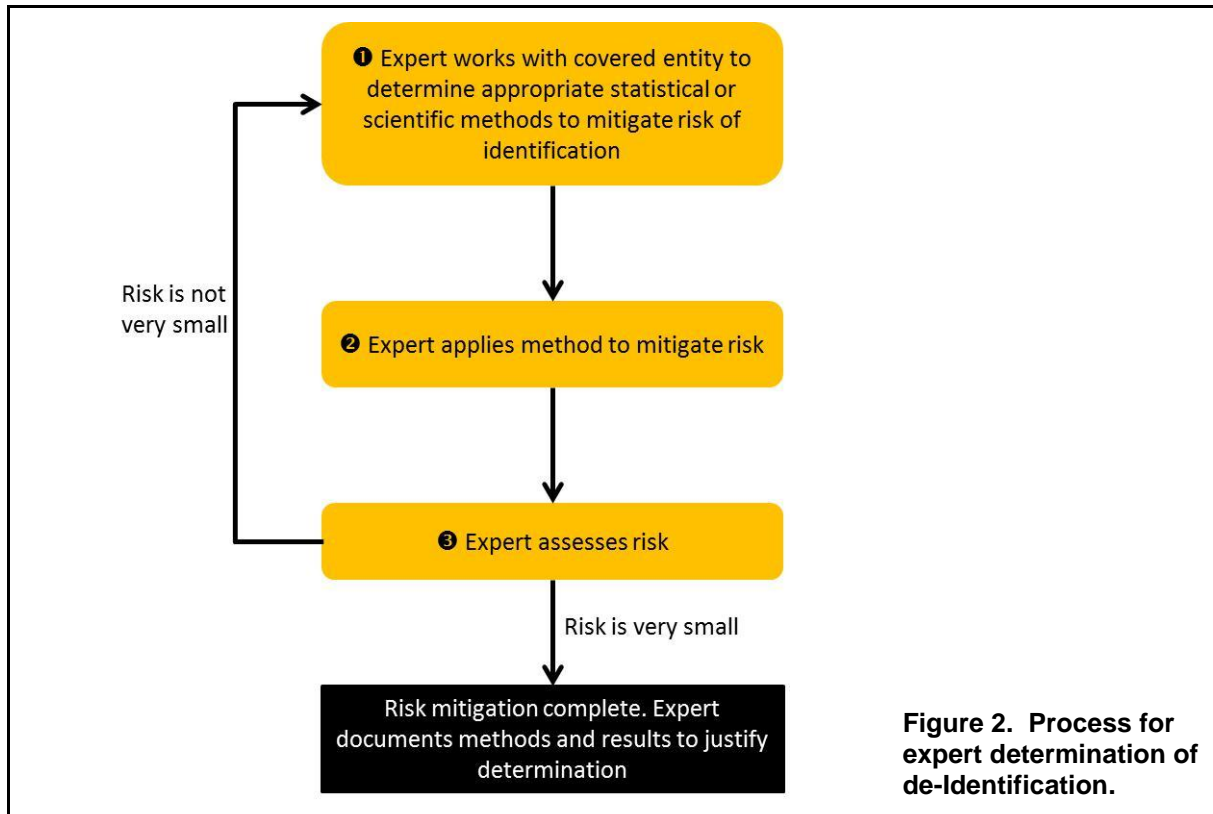 ❶ Expert works with covered entity to
determine appropriate statistical or
scientific methods to mitigate risk of
identification
Risk is not
very small
❷ Expert applies method to mitigate risk
❸ Expert assesses risk
Risk is very small
Risk mitigation complete. Expert
documents methods and results to justify
determination
Figure 2.  Process for
expert determination of
de-Identification.